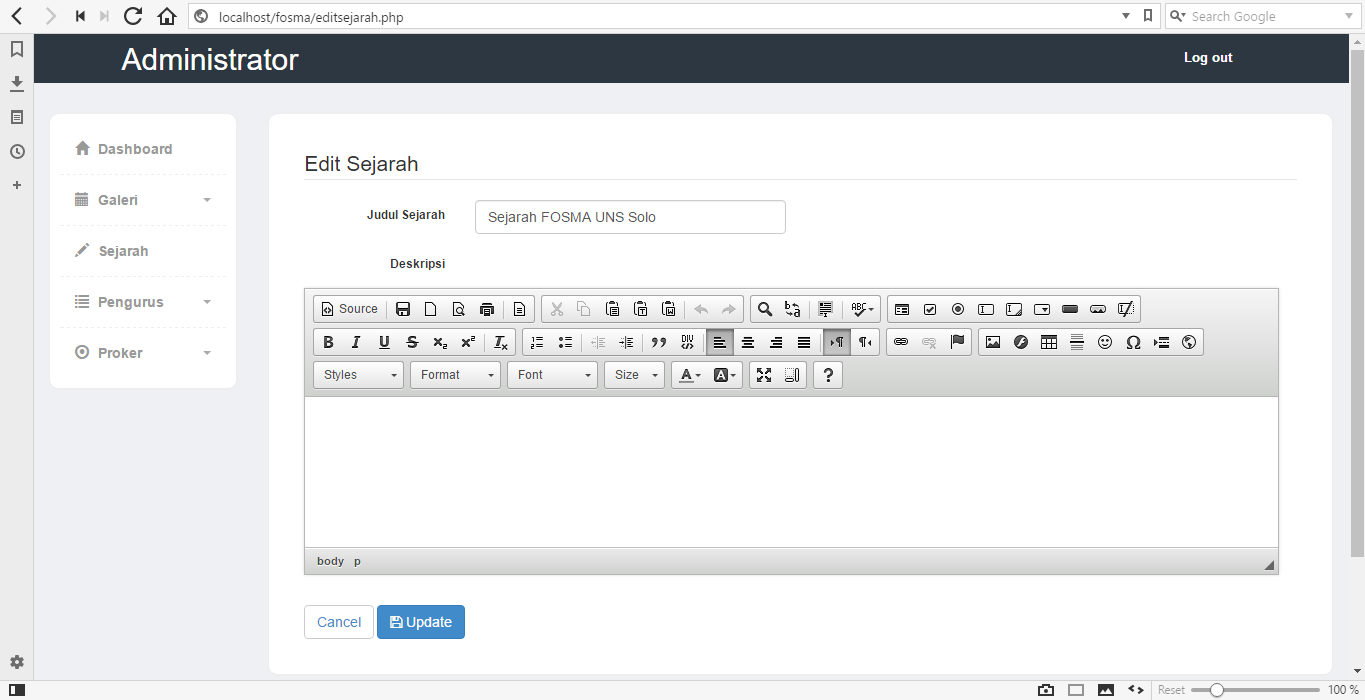 localhost/fosma/editsejarah.php Search Google
Administrator Log out
Dashboard
Galeri
Sejarah
Pengurus
Proker
Edit Sejarah
Judul Sejarah Sejarah FOSMA UNS Solo
Deskripsi
Source
Styles Format Font Size
body p
Cancel Update
Reset 100 %